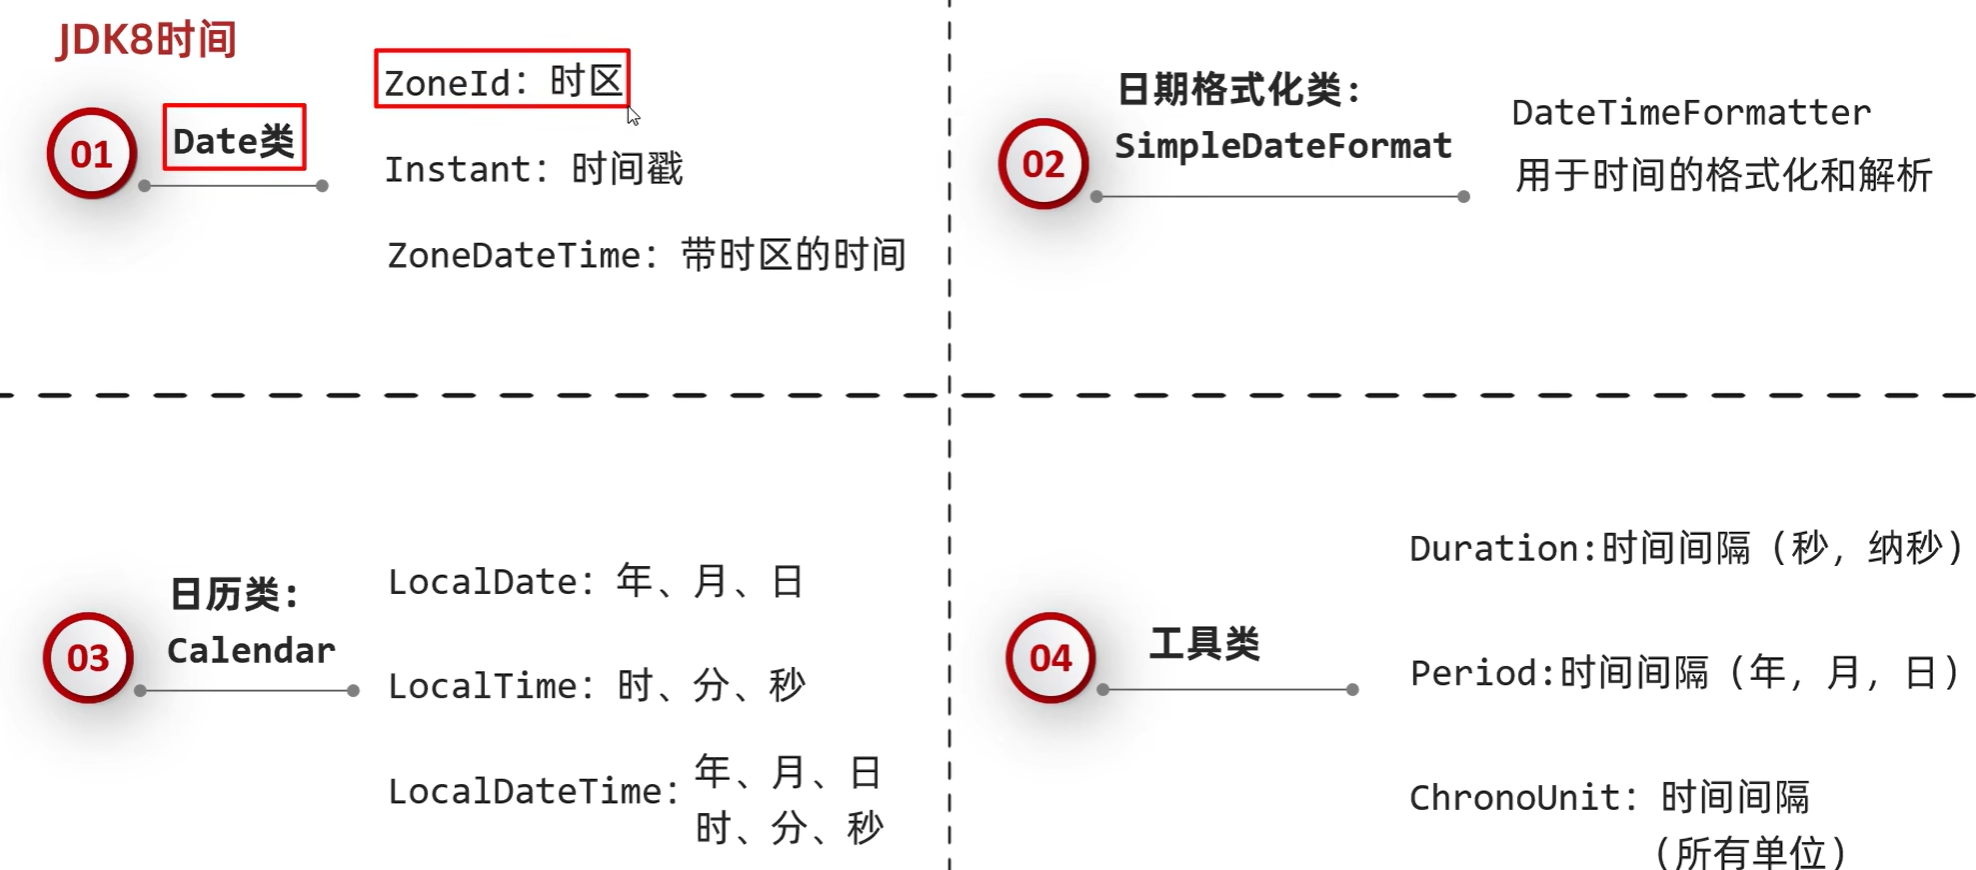 JDK8时间
01
Date类
ZoneId：时区
Instant：时间戳
ZoneDateTime：带时区的时间
02
日期格式化类：
SimpleDateFormat
DateTimeFormatter
用于时间的格式化和解析
03
日历类：
Calendar
LocalDate：年、月、日
LocalTime：时、分、秒
LocalDateTime：年、月、日
时、分、秒
04
工具类
Duration:时间间隔（秒，纳秒）
Period:时间间隔（年，月，日）
ChronoUnit：时间间隔
（所有单位）